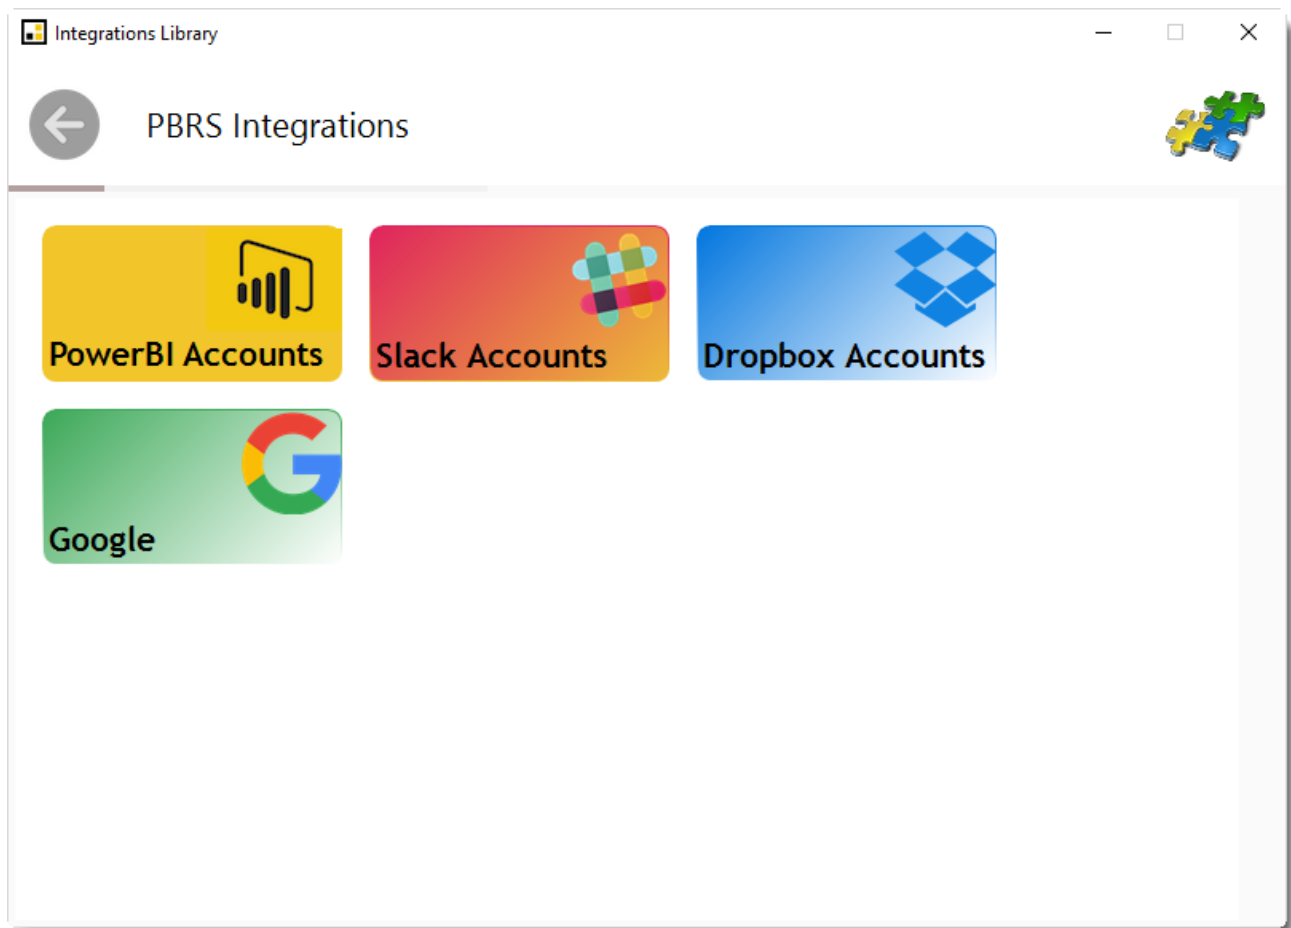 Integrations Library
PBRS Integrations
PowerBI Accounts
Slack Accounts
Dropbox Accounts
Google